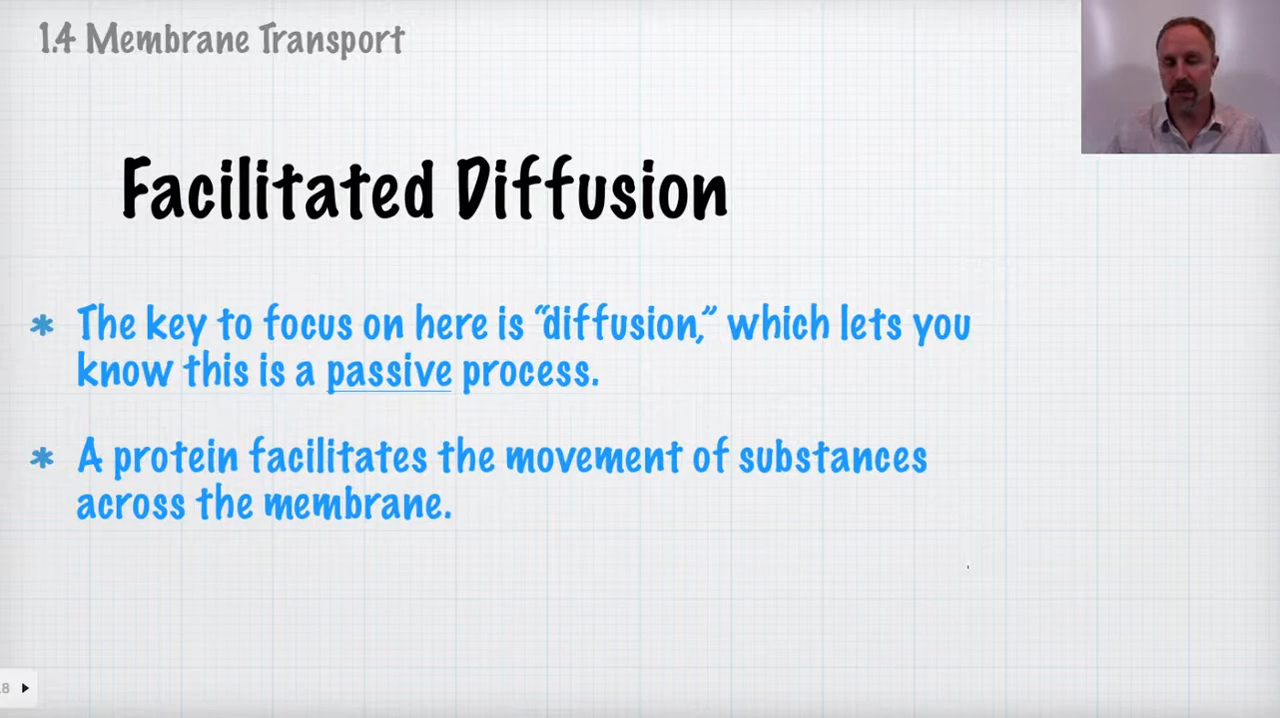 1.4 Membrane Transport
Facilitated Diffusion
* The key to focus on here is “diffusion,” which lets you
know this is a passive process.
* A protein facilitates the movement of substances
across the membrane.